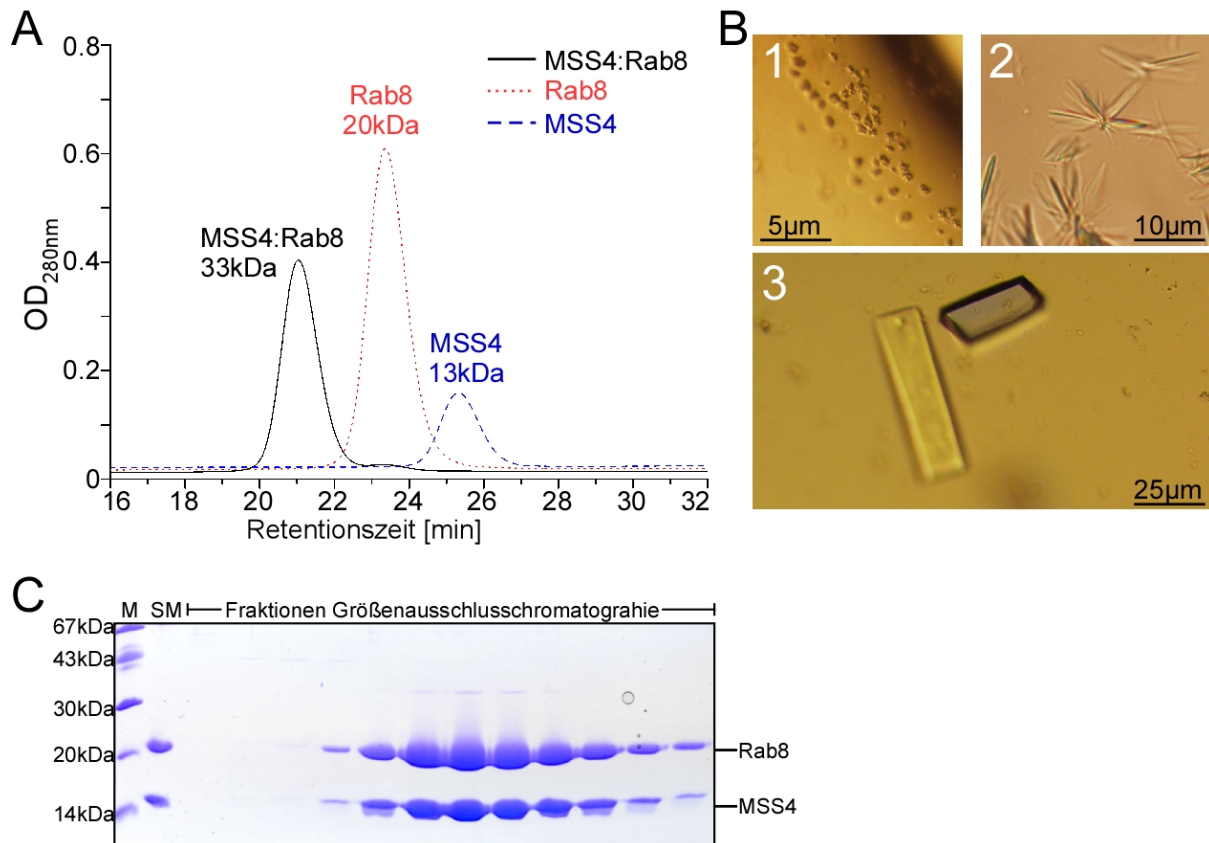 A
0.8
0.6
0.4
0.2
0
OD280nm
16 18 20 22 24 26 28 30 32
Retentionszeit [min]
MSS4:Rab8
Rab8
MSS4
Rab8
20kDa
MSS4:Rab8
33kDa
MSS4
13kDa
B
1
5µm
2
10µm
3
25µm
C
M SM Fraktionen Größenausschlusschromatograhie
67kDa
43kDa
30kDa
20kDa
14kDa
Rab8
MSS4